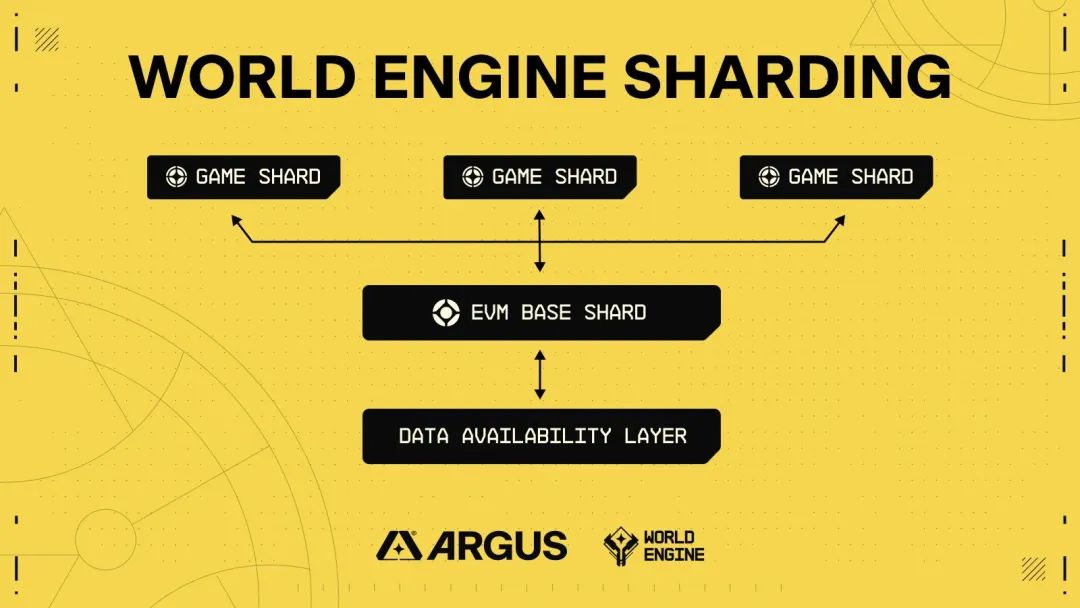 WORLD ENGINE SHARDING
GAME SHARD
GAME SHARD
GAME SHARD
EVM BASE SHARD
DATA AVAILABILITY LAYER
ARGUS
WORLD
ENGINE